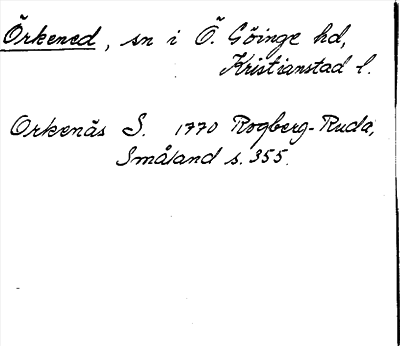 Örkened, sn i Ö. Göinge hd,
Kristianstad l.
Orkenäs S. 1770 Rogberg-Ruda,
Småland s. 355.